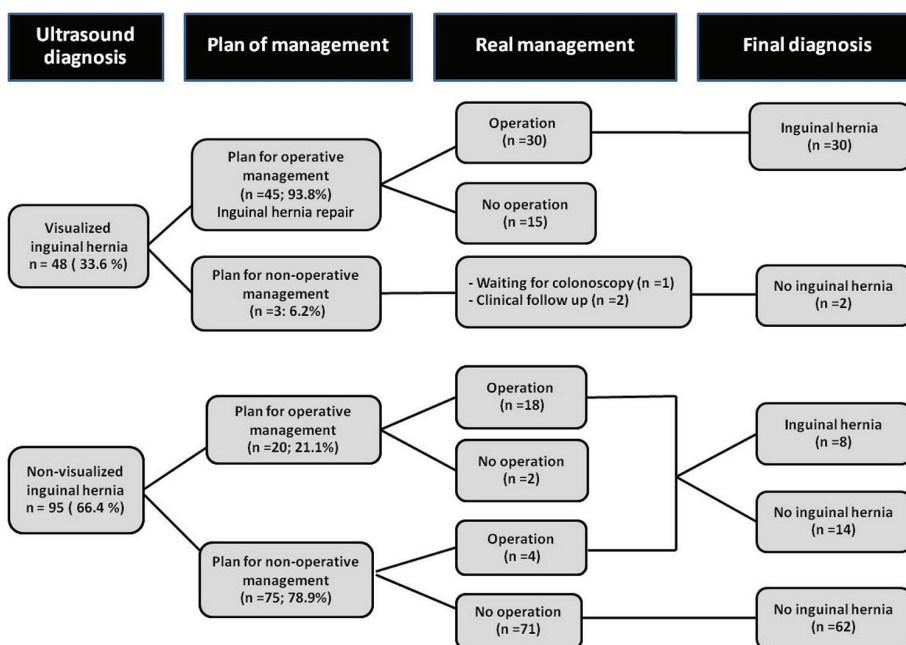 Ultrasound
diagnosis
Plan of management
Real management
Final diagnosis
Visualized
inguinal hernia
n = 48 ( 33.6 %)
Plan for operative
management
(n =45; 93.8%)
Inguinal hernia repair
Operation
(n =30)
Inguinal hernia
(n =30)
No operation
(n =15)
Plan for non-operative
management
(n =3: 6.2%)
- Waiting for colonoscopy (n =1)
- Clinical follow up (n =2)
No inguinal hernia
(n =2)
Non-visualized
inguinal hernia
n = 95 ( 66.4 %)
Plan for operative
management
(n =20; 21.1%)
Operation
(n =18)
No operation
(n =2)
Inguinal hernia
(n =8)
No inguinal hernia
(n =14)
Plan for non-operative
management
(n =75; 78.9%)
Operation
(n =4)
No operation
(n =71)
No inguinal hernia
(n =62)